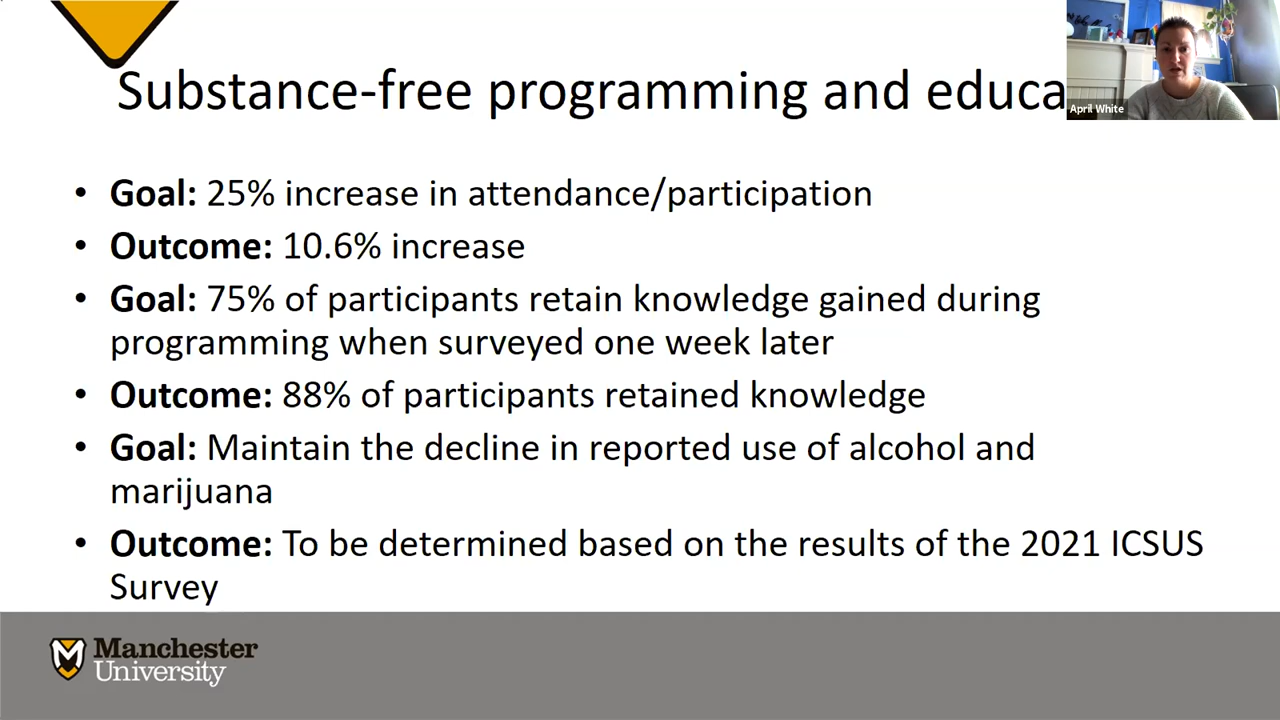 Substance-free programming and educa
April White
• Goal: 25% increase in attendance/participation
• Outcome: 10.6% increase
• Goal: 75% of participants retain knowledge gained during
programming when surveyed one week later
• Outcome: 88% of participants retained knowledge
• Goal: Maintain the decline in reported use of alcohol and
marijuana
• Outcome: To be determined based on the results of the 2021 ICSUS
Survey
Manchester
University